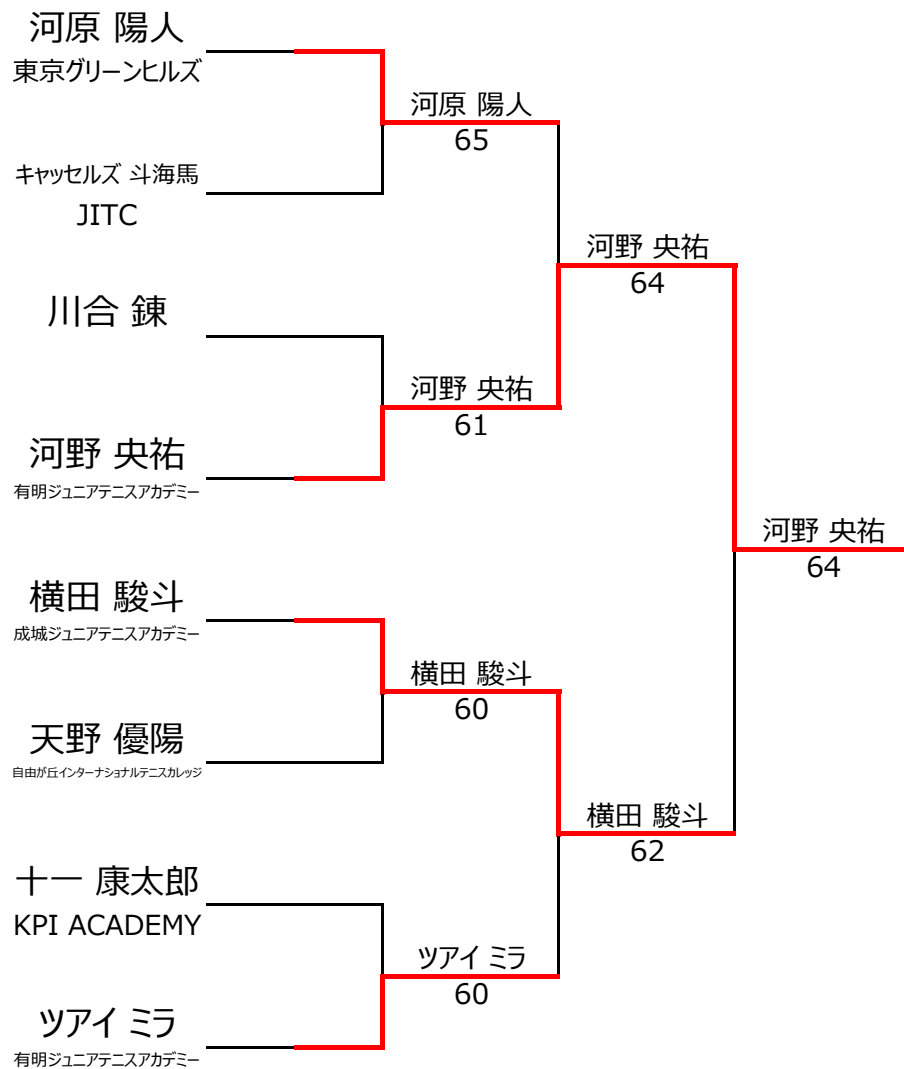 河原 陽人
東京グリーンヒルズ
キャッセルズ 斗海馬
JITC
川合 錬
河野 央祐
有明ジュニアテニスアカデミー
横田 駿斗
成城ジュニアテニスアカデミー
天野 優陽
自由が丘インターナショナルテニスカレッジ
十一 康太郎
KPI ACADEMY
ツアイ ミラ
有明ジュニアテニスアカデミー
河原 陽人
65
河野 央祐
61
横田 駿斗
60
ツアイ ミラ
60
河野 央祐
64
横田 駿斗
62
河野 央祐
64